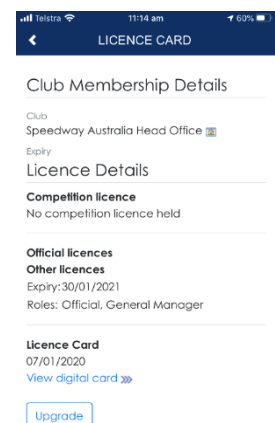 Telstra 11:14 am 60%
LICENCE CARD
Club Membership Details
Club
Speedway Australia Head Office
Expiry
Licence Details
Competition licence
No competition licence held
Official licences
Other licences
Expiry:30/01/2021
Roles: Official, General Manager
Licence Card
07/01/2020
View digital card
Upgrade